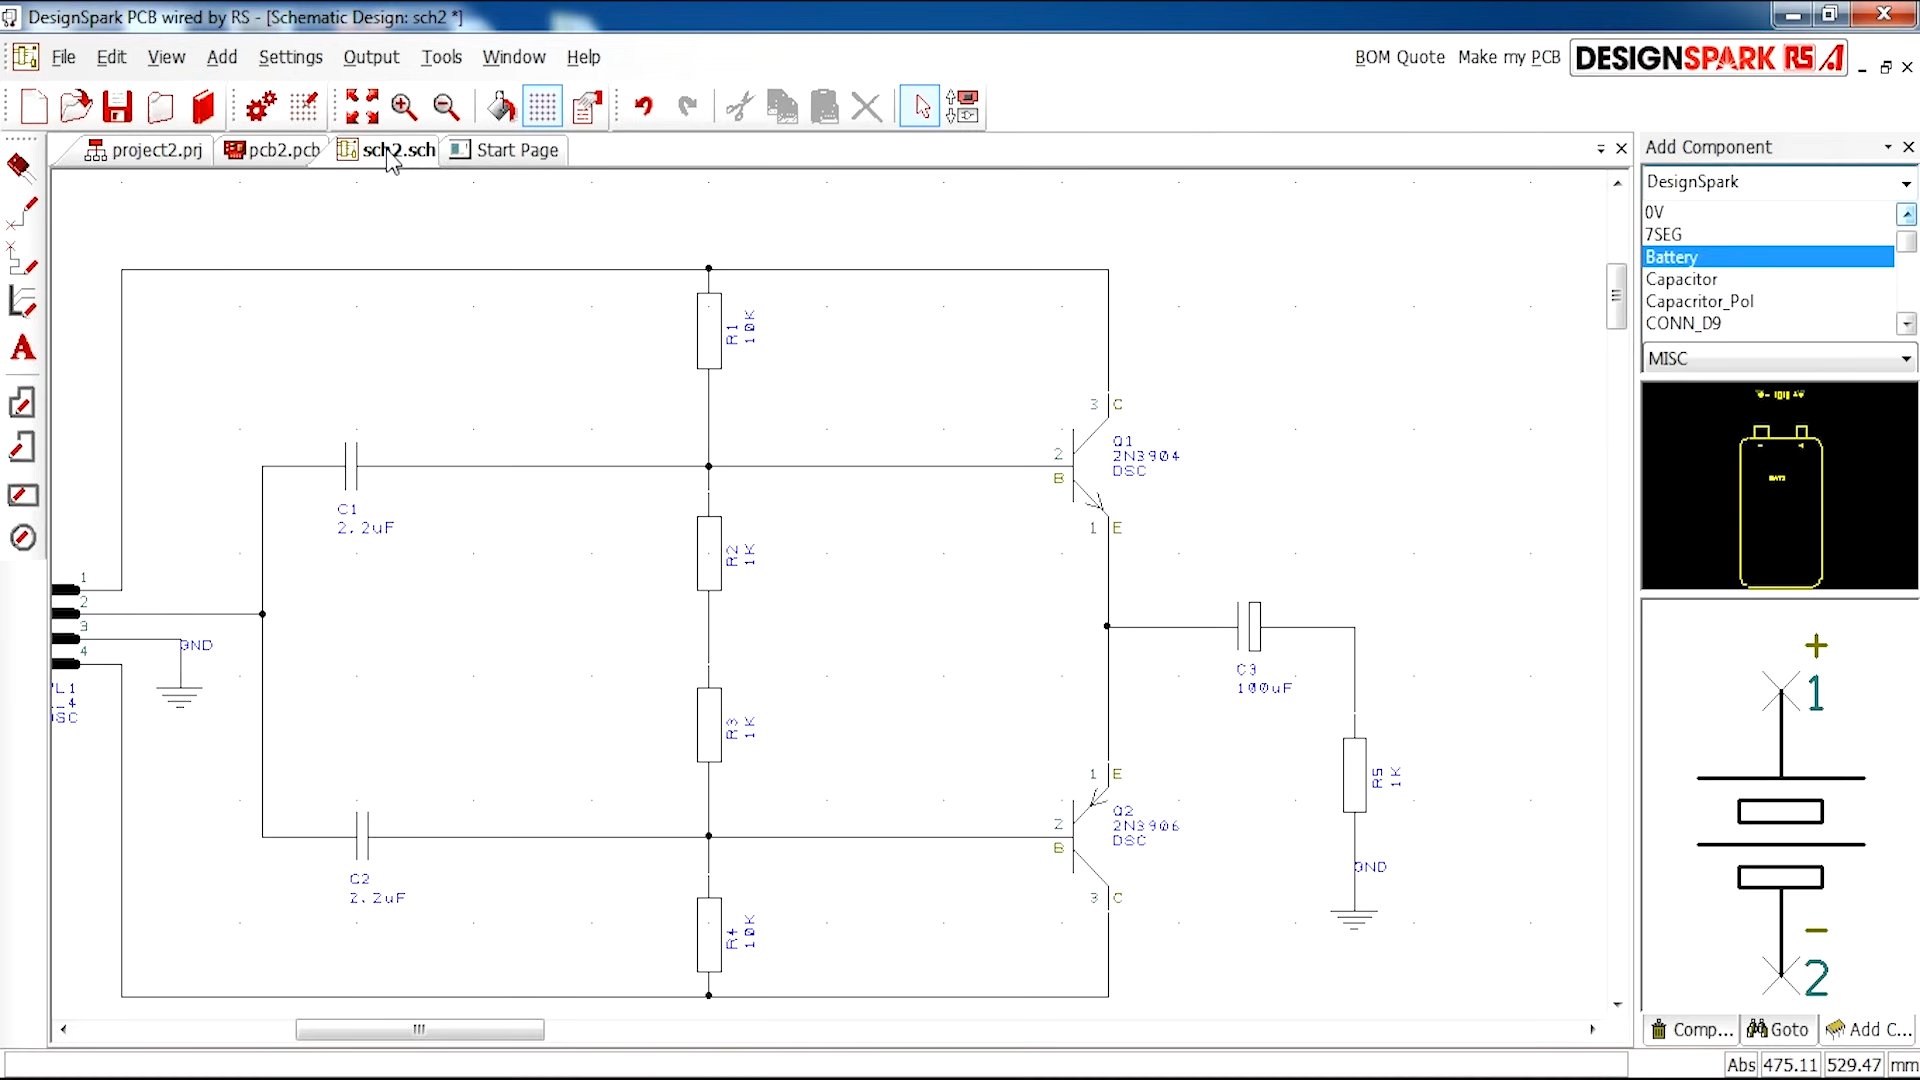 DesignSpark PCB wired by RS - [Schematic Design: sch2 *]
File Edit View Add Settings Output Tools Window Help
BOM Quote Make my PCB DESIGNSPARK RS
project2.prj pcb2.pcb sch2.sch Start Page
Add Component
DesignSpark
0V
7SEG
Battery
Capacitor
Capacritor_Pol
CONN_D9
MISC
R1
10K
3 C
Q1
2N3904
DSC
2
B
1 E
C1
2.2uF
R2
1K
1
2
3
4
GND
L1
_4
SC
C3
100uF
R3
1K
R5
1K
1 E
Q2
2N3906
DSC
2
B
3 C
GND
C2
2.2uF
R4
10K
+
1
-
2
Comp... Goto Add C...
Abs 475.11 529.47 mm